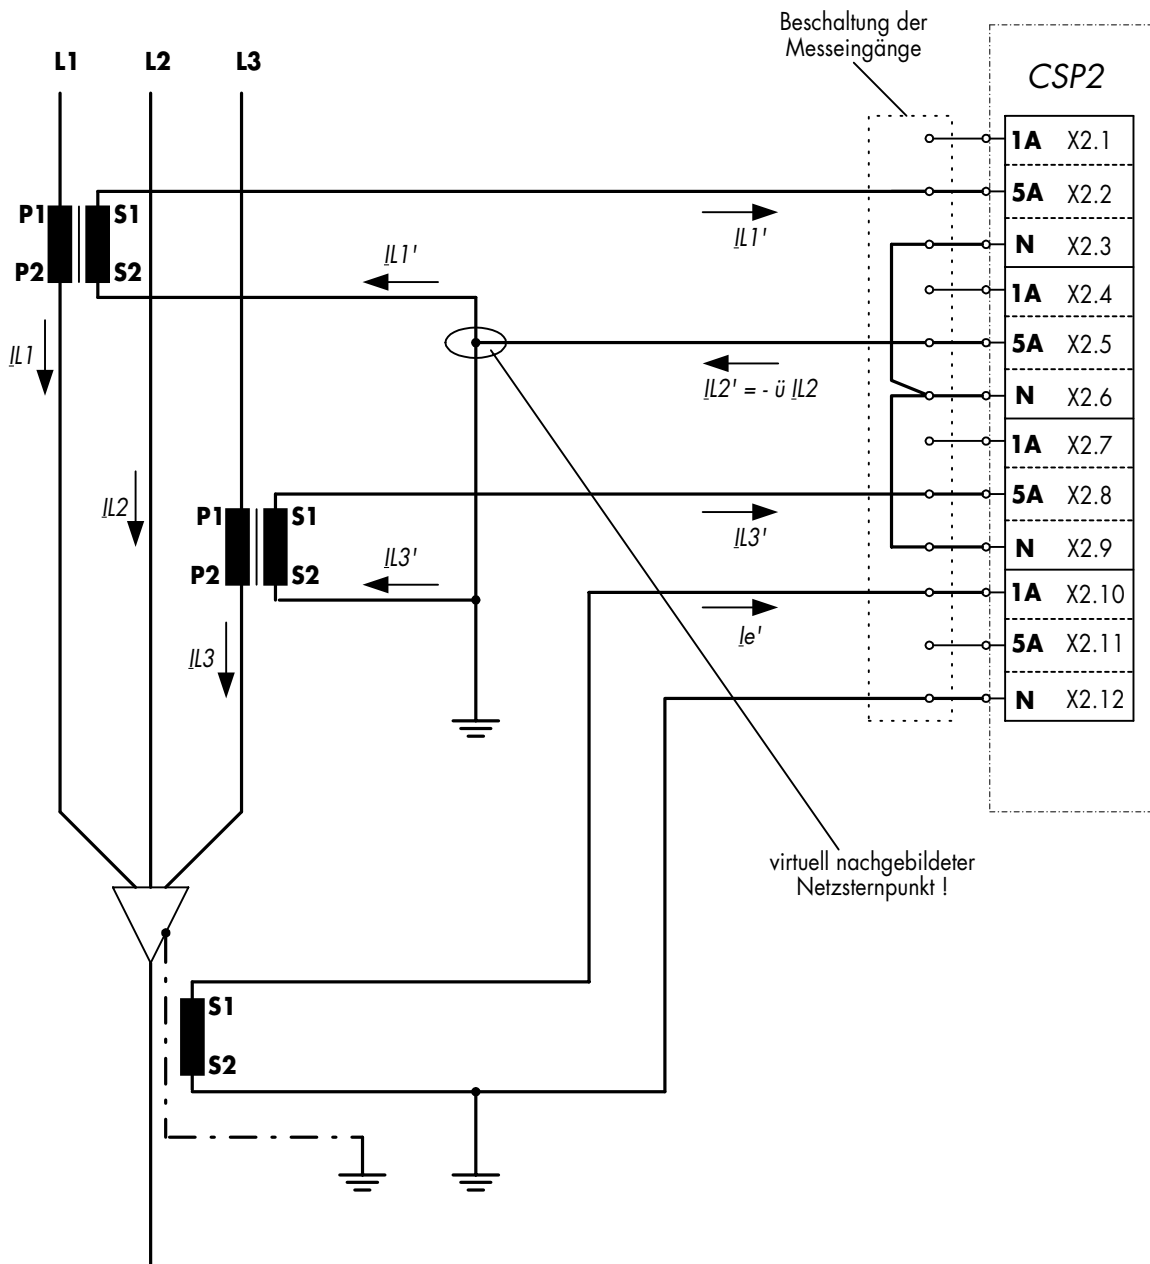 Beschaltung der
Messeingänge
L1 L2 L3
CSP2
1A X2.1
5A X2.2
N X2.3
1A X2.4
5A X2.5
N X2.6
1A X2.7
5A X2.8
N X2.9
1A X2.10
5A X2.11
N X2.12
P1 S1
P2 S2
IL1'
IL1'
IL1
IL2' = - ü IL2
IL2
P1 S1
P2 S2
IL3'
IL3'
IL3
Ie'
virtuell nachgebildeter
Netzsternpunkt !
S1
S2